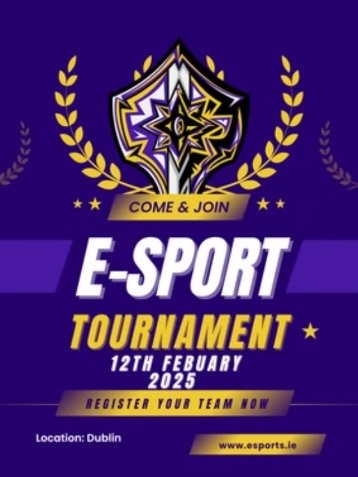 COME & JOIN
E-SPORT
TOURNAMENT
12TH FEBUARY
2025
REGISTER YOUR TEAM NOW
Location: Dublin
www.esports.ie